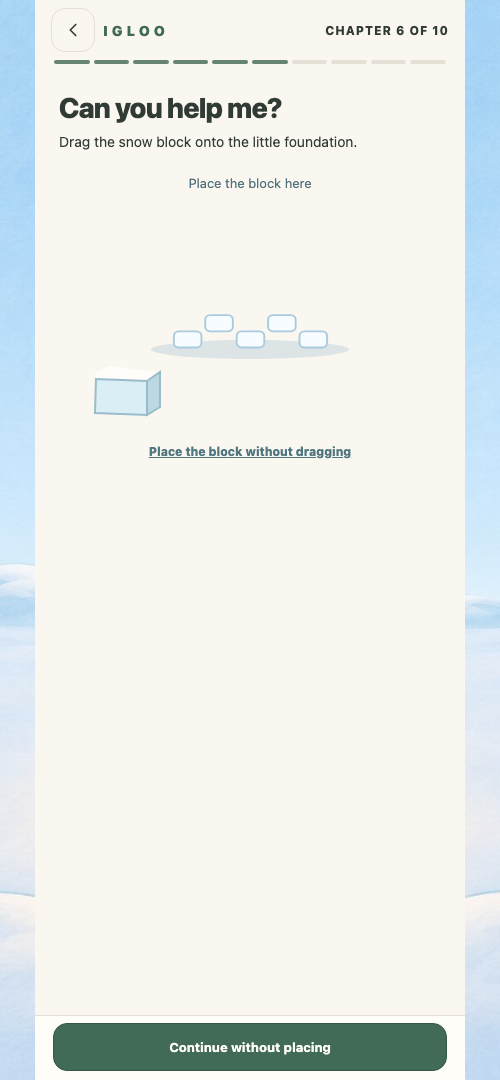 IGLOO
CHAPTER 6 OF 10
Can you help me?
Drag the snow block onto the little foundation.
Place the block here
Place the block without dragging
Continue without placing